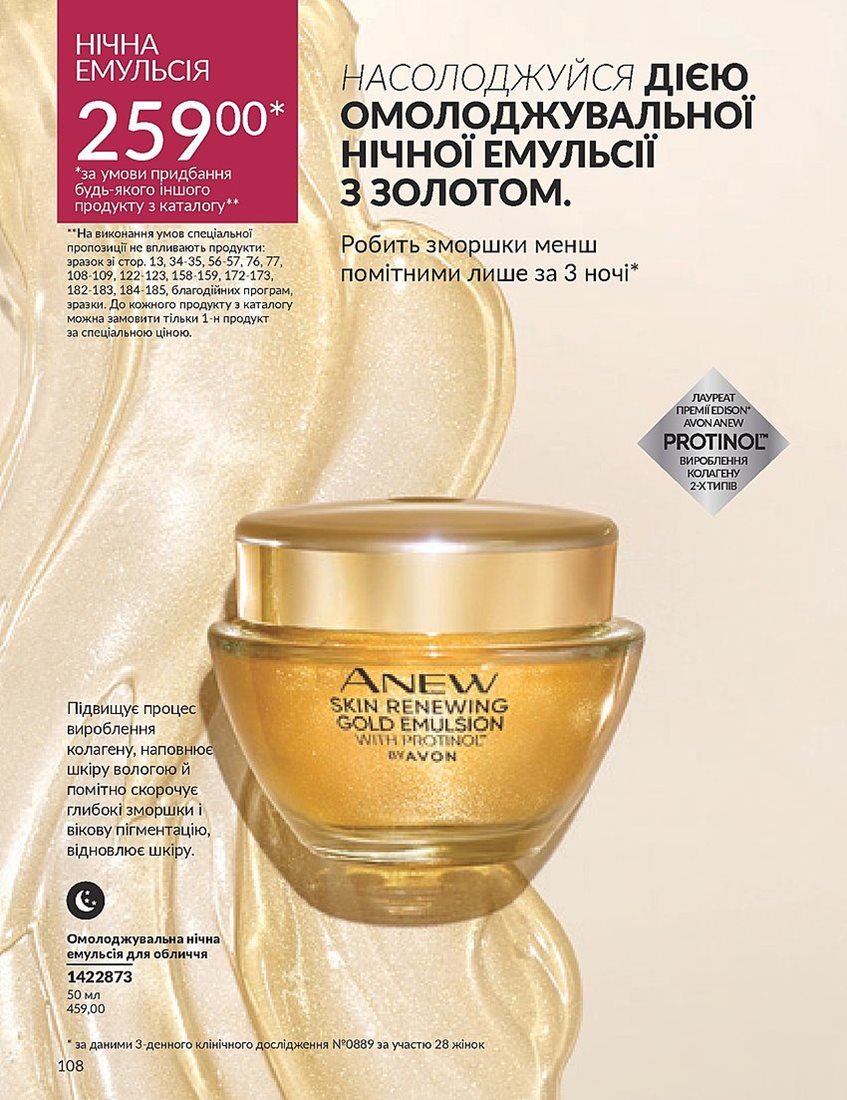 НІЧНА
ЕМУЛЬСІЯ
25900*
*за умови придбання
будь-якого іншого
продукту з каталогу**
**На виконання умов спеціальної
пропозиції не впливають продукти:
зразок зі стор. 13, 34-35, 56-57, 76, 77,
108-109, 122-123, 158-159, 172-173,
182-183, 184-185, благодійних програм,
зразки. До кожного продукту з каталогу
можна замовити тільки 1-н продукт
за спеціальною ціною.
НАСОЛОДЖУЙСЯ ДІЄЮ
ОМОЛОДЖУВАЛЬНОЇ
НІЧНОЇ ЕМУЛЬСІЇ
З ЗОЛОТОМ.
Робить зморшки менш
помітними лише за 3 ночі*
ЛАУРЕАТ
ПРЕМІЇ EDISON*
AVON ANEW
PROTINOL™
ВИРОБЛЕННЯ
КОЛАГЕНУ
2-Х ТИПІВ
ANEW
SKIN RENEWING
GOLD EMULSION
WITH PROTINOL™
BY AVON
Підвищує процес
вироблення
колагену, наповнює
шкіру вологою й
помітно скорочує
глибокі зморшки і
вікову пігментацію,
відновлює шкіру.
Омолоджувальна нічна
емульсія для обличчя
1422873
50 мл
459,00
* за даними 3-денного клінічного дослідження №0889 за участю 28 жінок
108